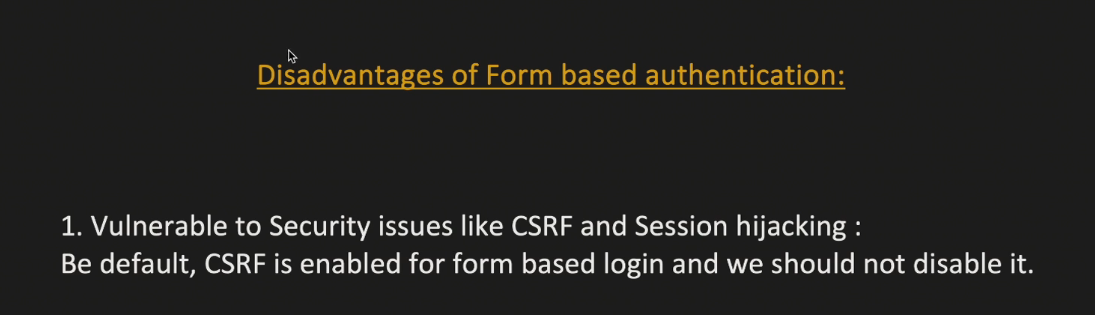 Disadvantages of Form based authentication:
1. Vulnerable to Security issues like CSRF and Session hijacking :
Be default, CSRF is enabled for form based login and we should not disable it.